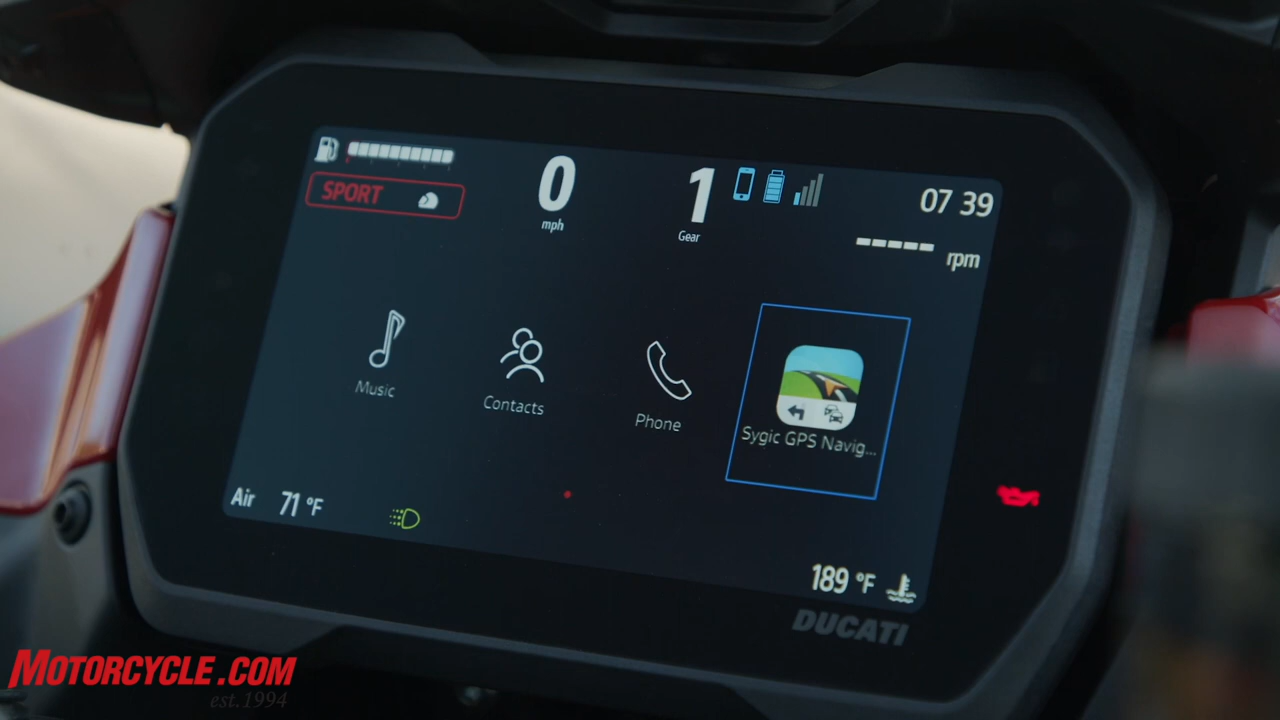 SPORT
0
mph
1
Gear
07 39
rpm
Music
Contacts
Phone
Sygic GPS Navig...
Air 71 °F
189 °F
DUCATI
MOTORCYCLE.COM
est.1994